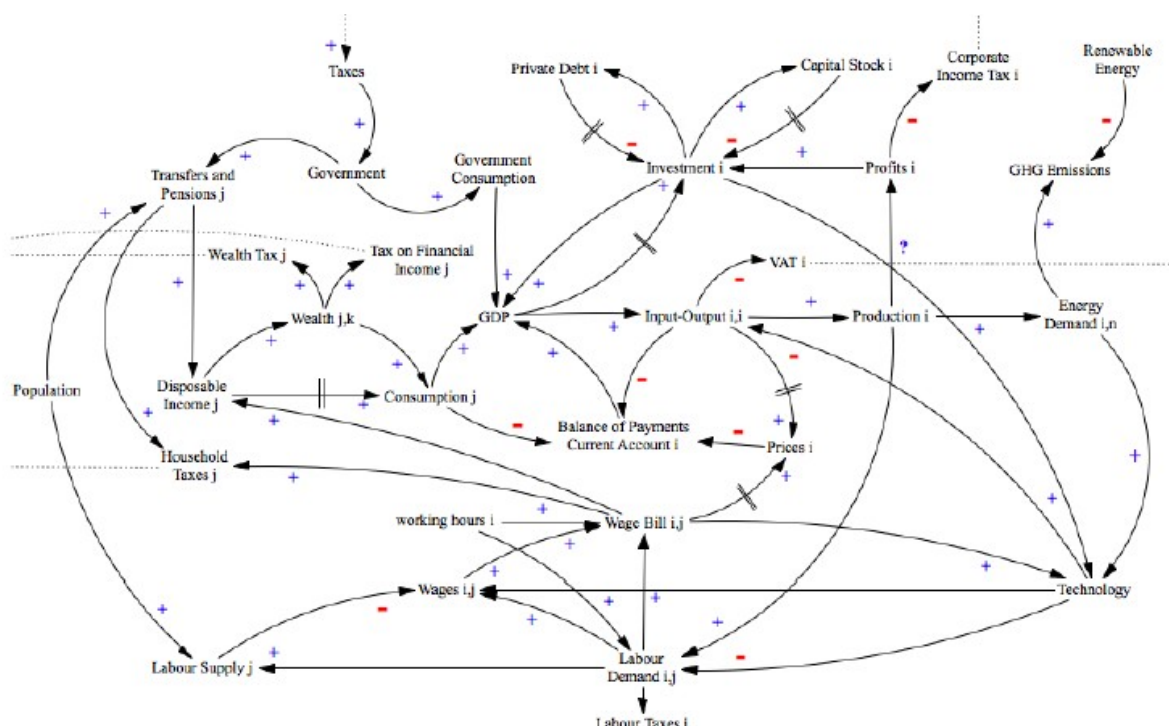 Taxes
Private Debt i
Capital Stock i
Corporate
Income Tax i
Renewable
Energy
Transfers and
Pensions j
Government
Government
Consumption
Investment i
Profits i
GHG Emissions
Wealth Tax j
Tax on Financial
Income j
VAT i
Wealth j,k
GDP
Input-Output i,i
Production i
Energy
Demand i,n
Population
Disposable
Income j
Consumption j
Balance of Payments
Current Account i
Prices i
Household
Taxes j
working hours i
Wage Bill i,j
Wages i,j
Technology
Labour Supply j
Labour
Demand i,j
Labour Taxes i